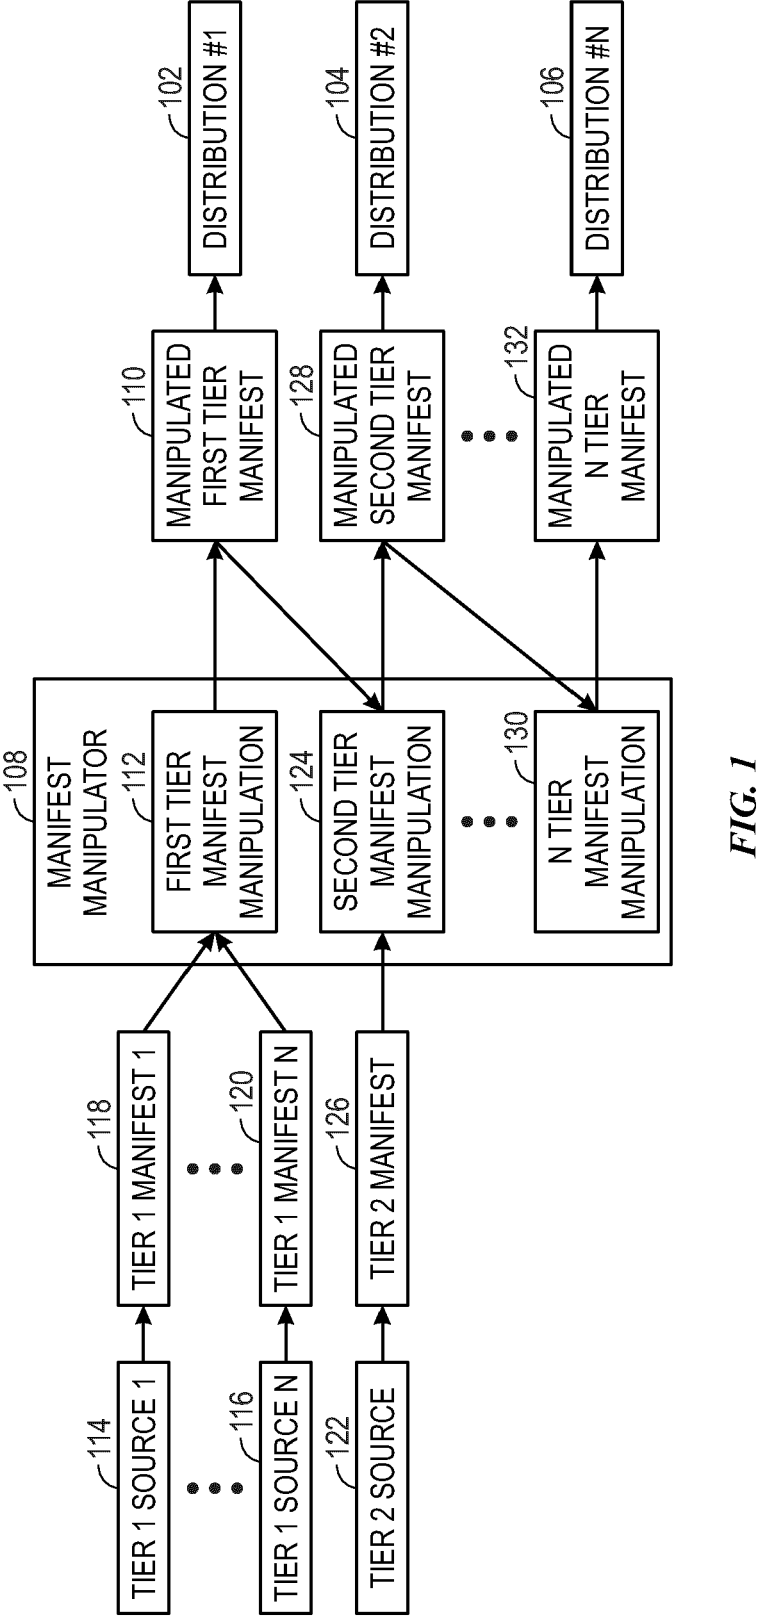 108
MANIFEST
MANIPULATOR
114
TIER 1 SOURCE 1
118
TIER 1 MANIFEST 1
112
FIRST TIER
MANIFEST
MANIPULATION
110
MANIPULATED
FIRST TIER
MANIFEST
102
DISTRIBUTION #1
116
TIER 1 SOURCE N
120
TIER 1 MANIFEST N
122
TIER 2 SOURCE
126
TIER 2 MANIFEST
124
SECOND TIER
MANIFEST
MANIPULATION
128
MANIPULATED
SECOND TIER
MANIFEST
104
DISTRIBUTION #2
130
N TIER
MANIFEST
MANIPULATION
132
MANIPULATED
N TIER
MANIFEST
106
DISTRIBUTION #N
FIG. 1